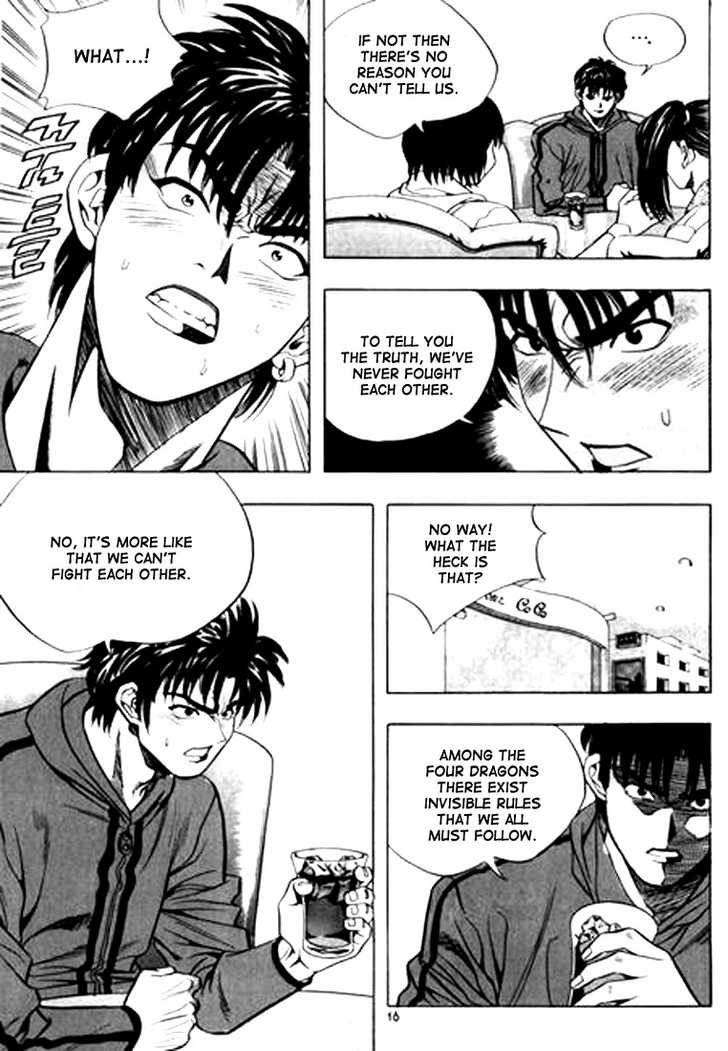 ....
IF NOT THEN
THERE'S NO
REASON YOU
CAN'T TELL US.
TO TELL YOU
THE TRUTH, WE'VE
NEVER FOUGHT
EACH OTHER.
WHAT...!
NO WAY!
WHAT THE
HECK IS
THAT?
CoCo
AMONG THE
FOUR DRAGONS
THERE EXIST
INVISIBLE RULES
THAT WE ALL
MUST FOLLOW.
NO, IT'S MORE LIKE
THAT WE CAN'T
FIGHT EACH OTHER.
16